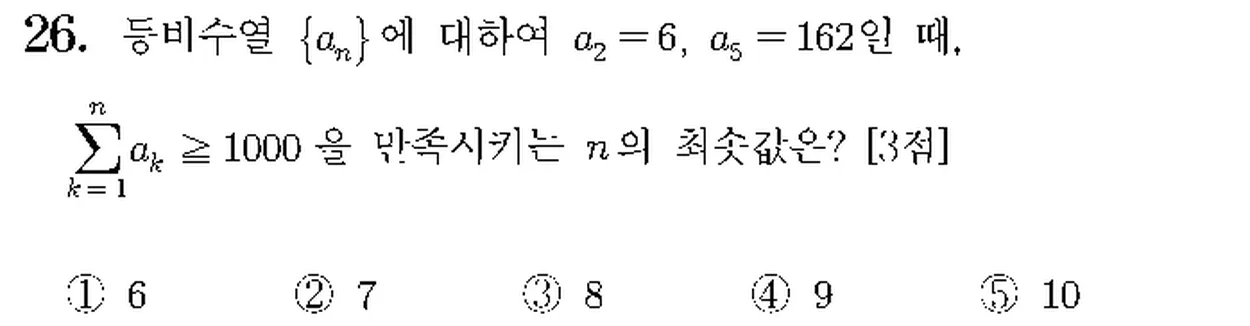 26. 등비수열 {aₙ}에 대하여 a₂ = 6, a₅ = 162일 때,
∑ₖ₌₁ⁿ aₖ ≧ 1000 을 만족시키는 n의 최솟값은? [3점]
① 6 ② 7 ③ 8 ④ 9 ⑤ 10